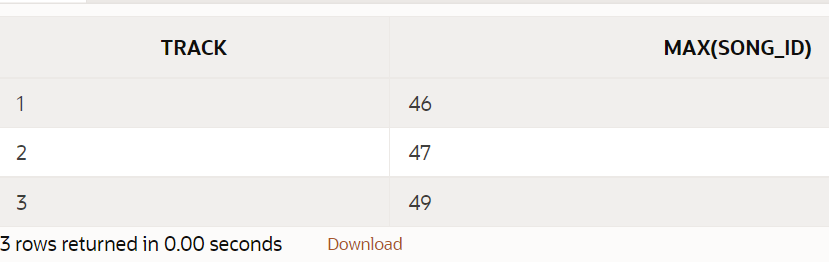 TRACK MAX(SONG_ID)
1 46
2 47
3 49
3 rows returned in 0.00 seconds Download